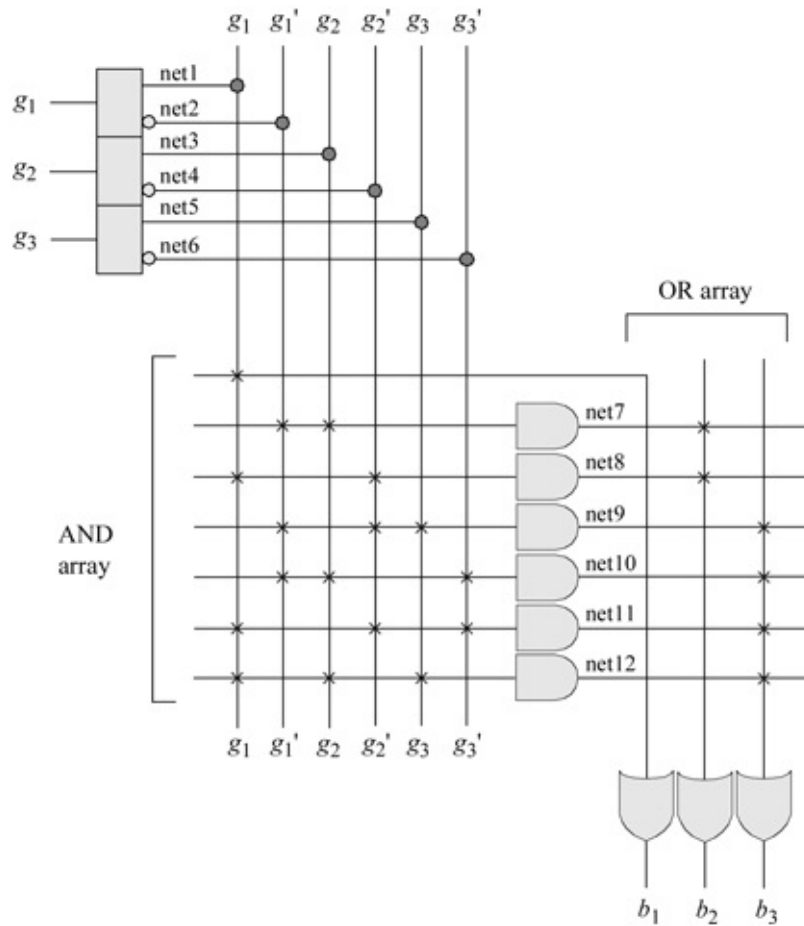 g₁ g₁' g₂ g₂' g₃ g₃'
net1
g₁
net2
net3
g₂
net4
net5
g₃
net6
OR array
net7
net8
net9
AND
array
net10
net11
net12
g₁ g₁' g₂ g₂' g₃ g₃'
b₁ b₂ b₃